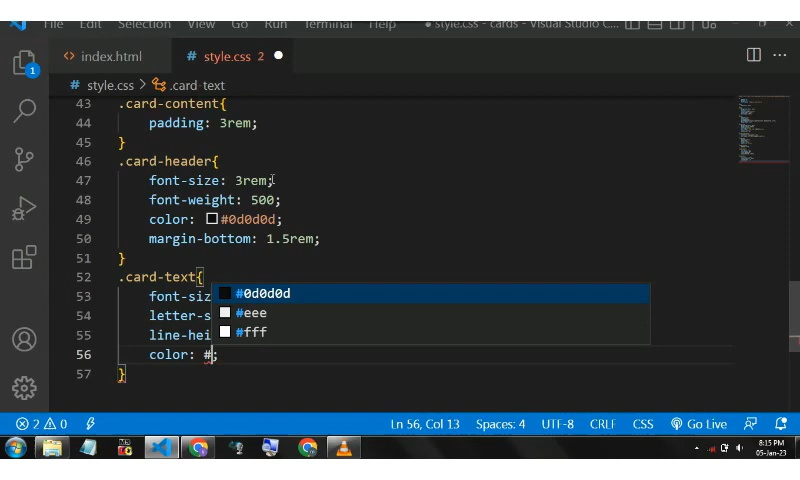 File Edit Selection View Go Run Terminal Help ● style.css - cards - Visual Studio C...
1
<> index.html
# style.css 2 ●
# style.css > .card-text
43 .card-content{
44 padding: 3rem;
45 }
46 .card-header{
47 font-size: 3rem;
48 font-weight: 500;
49 color: #0d0d0d;
50 margin-bottom: 1.5rem;
51 }
52 .card-text{
53 font-siz
#0d0d0d
54 letter-s
#eee
55 line-hei
#fff
56 color: #;
57 }
2 0
Ln 56, Col 13 Spaces: 4 UTF-8 CRLF CSS Go Live
8:15 PM
05-Jan-23